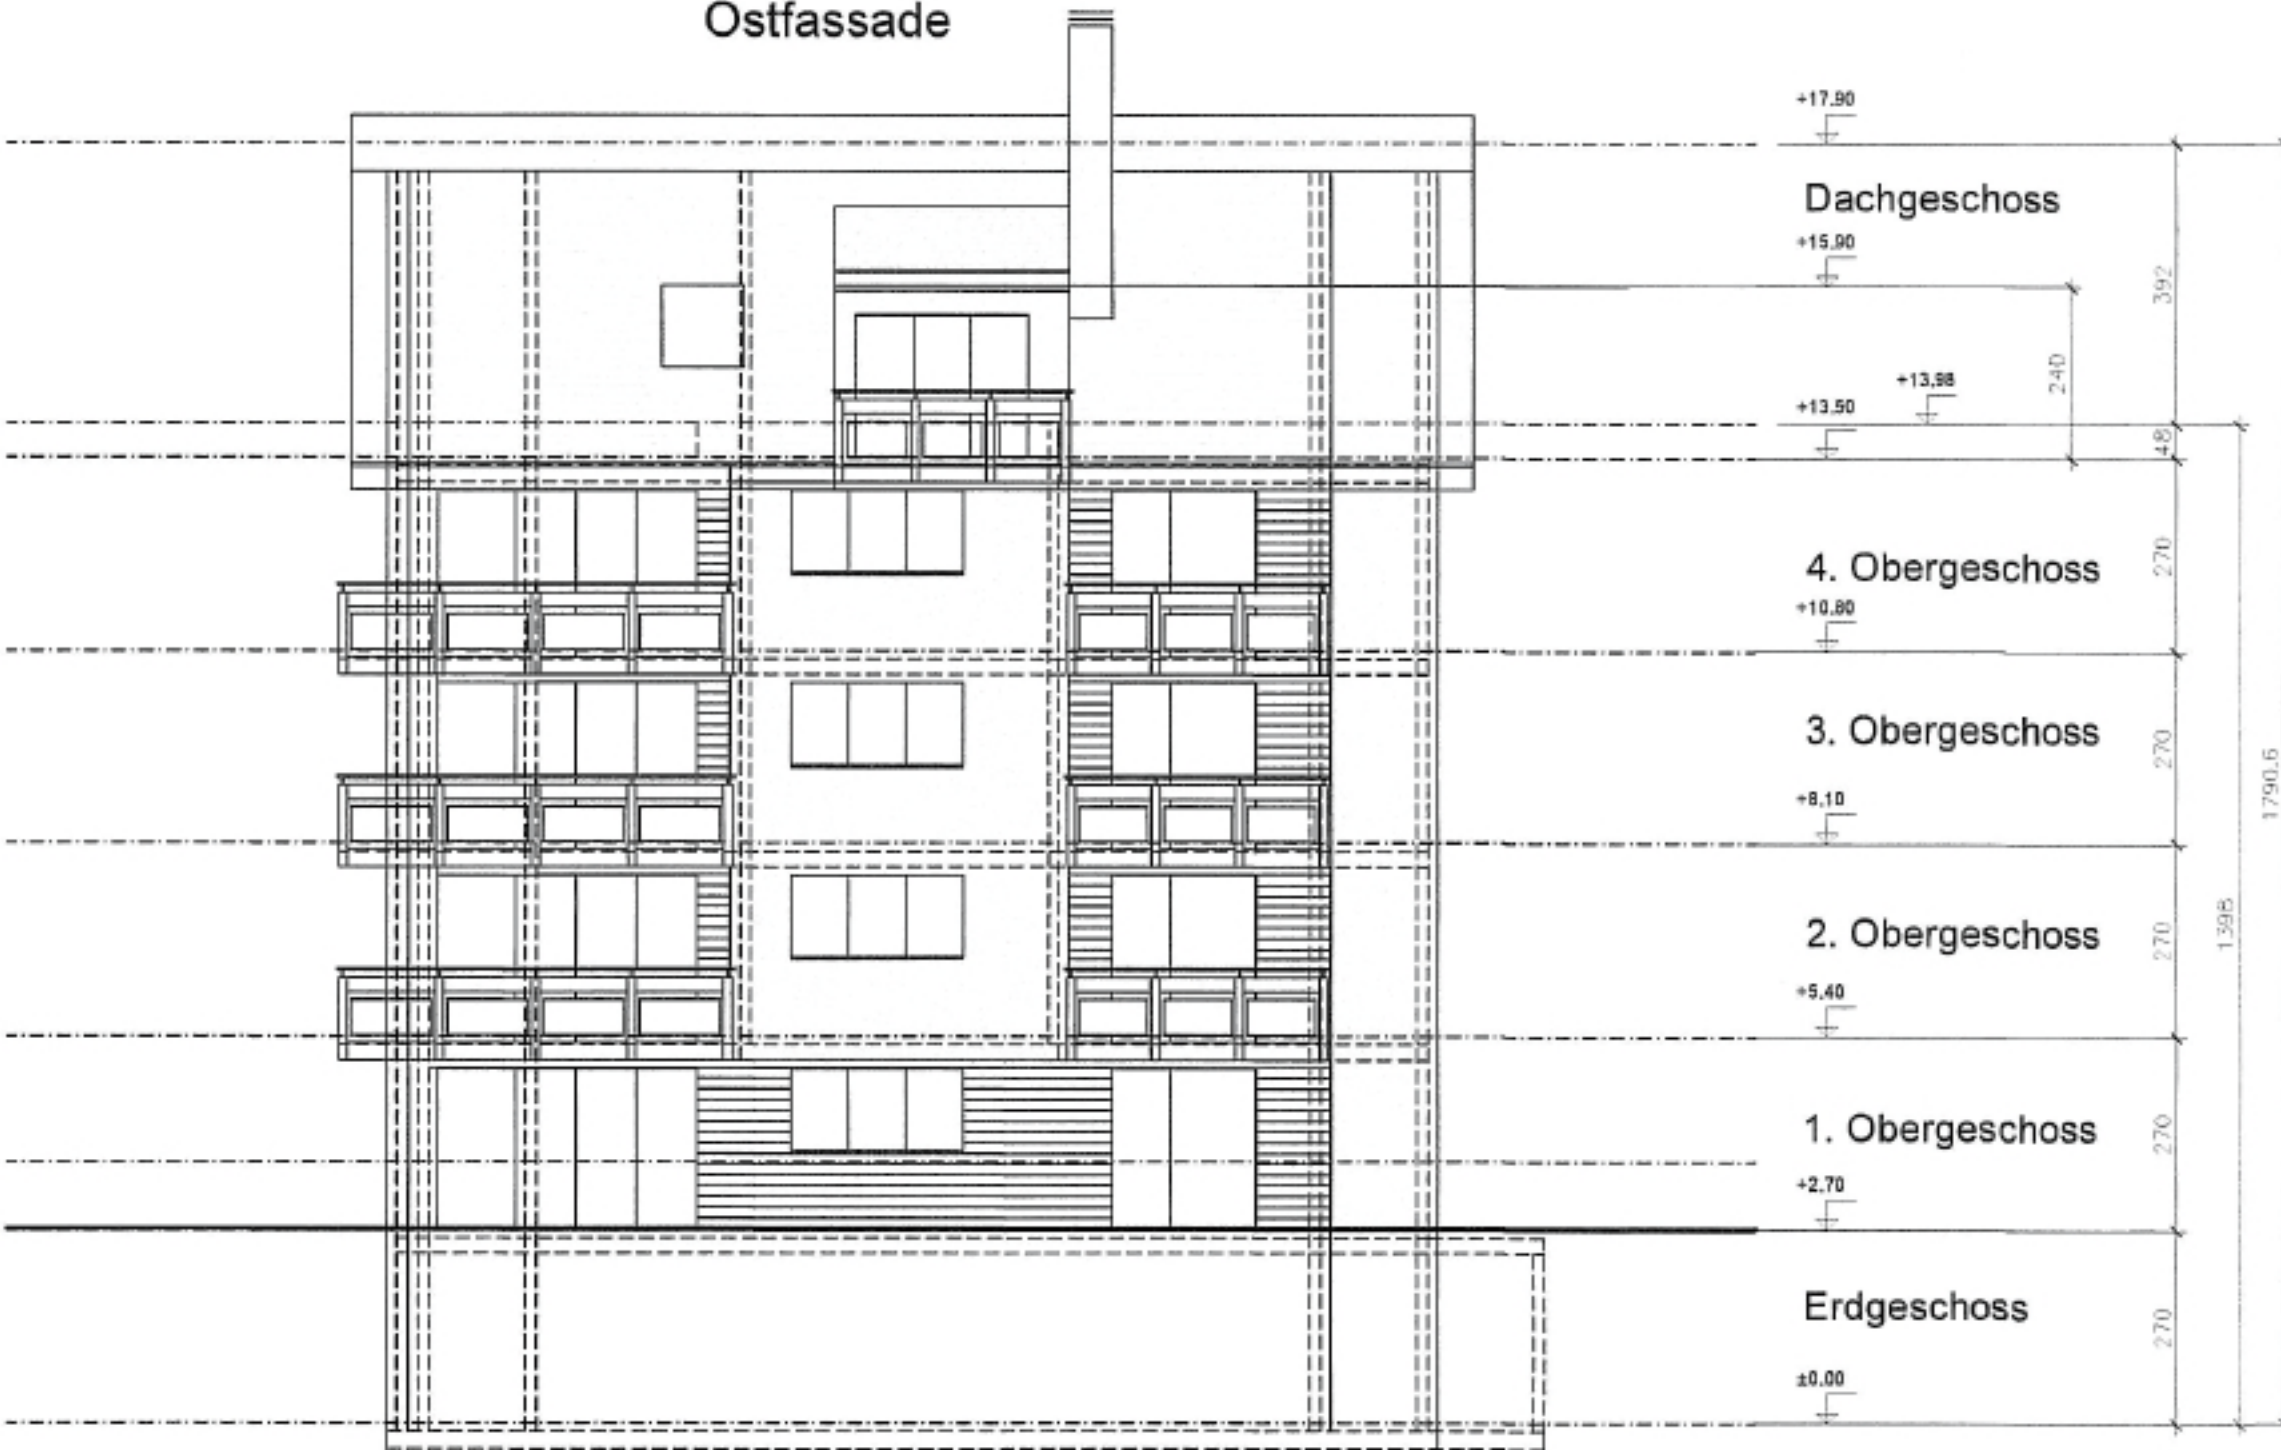 Ostfassade
+17.90
Dachgeschoss
+15.90
392
240
+13.98
+13.50
48
4. Obergeschoss
270
+10.80
3. Obergeschoss
270
1790.6
+8.10
2. Obergeschoss
270
1398
+5.40
1. Obergeschoss
270
+2.70
Erdgeschoss
270
±0.00